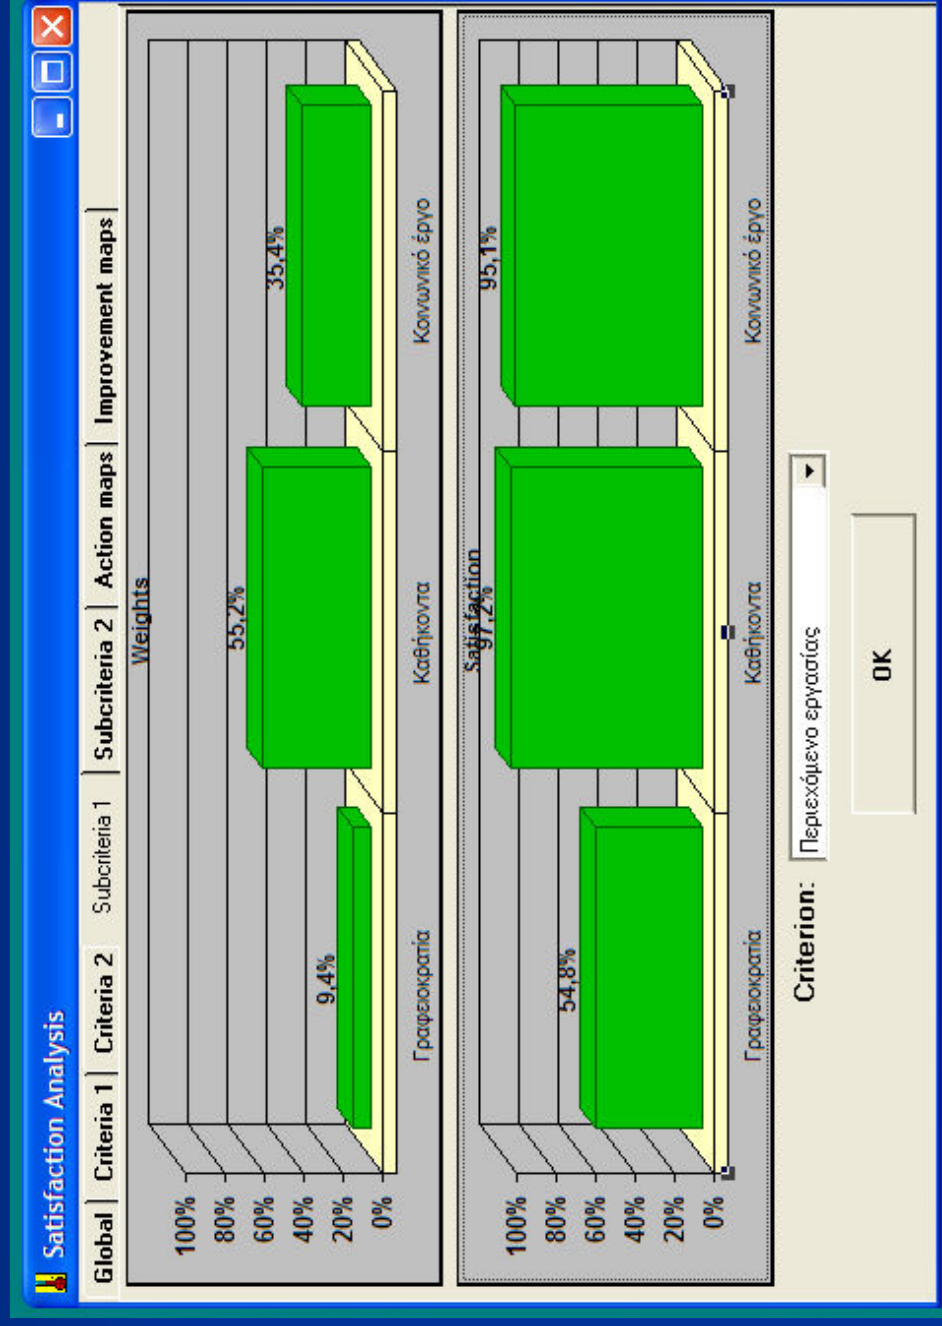 Satisfaction Analysis
Global Criteria 1 Criteria 2 Subcriteria 1 Subcriteria 2 Action maps Improvement maps
Weights
100%
80%
60%
40%
20%
0%
9,4% 55,2% 35,4%
Γραφειοκρατία Καθήκοντα Κοινωνικό έργο
Satisfaction
100%
80%
60%
40%
20%
0%
54,8% 97,2% 95,1%
Γραφειοκρατία Καθήκοντα Κοινωνικό έργο
Criterion: Περιεχόμενο εργασίας
OK